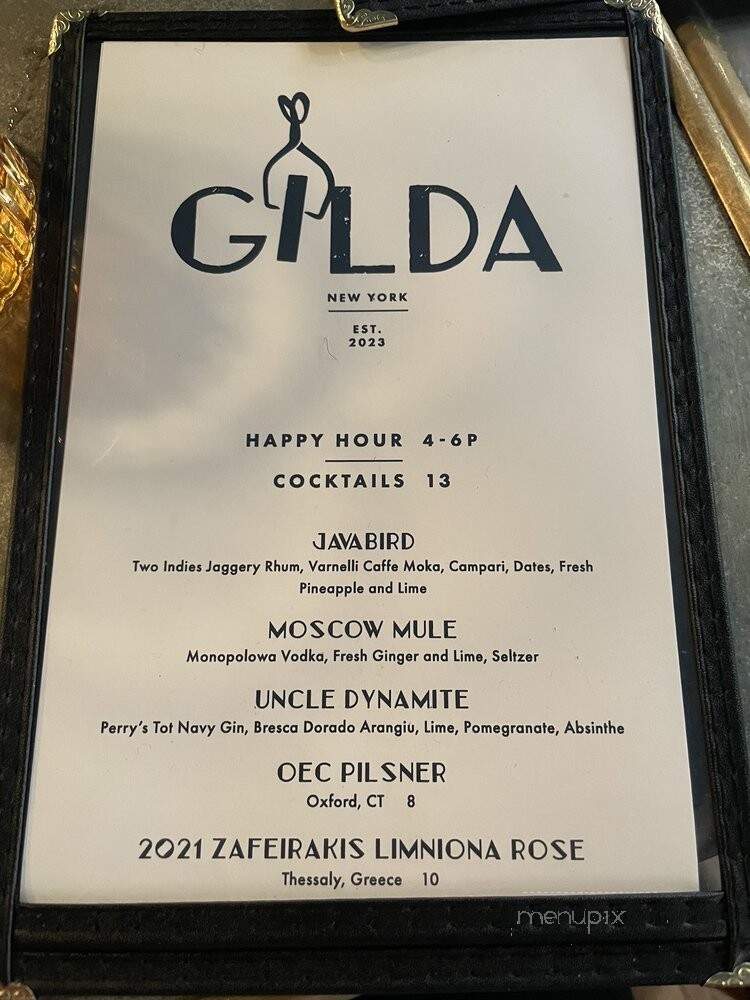 GILDA
NEW YORK
EST.
2023
HAPPY HOUR 4-6P
COCKTAILS 13
JAVABIRD
Two Indies Jaggery Rhum, Varnelli Caffe Moka, Campari, Dates, Fresh
Pineapple and Lime
MOSCOW MULE
Monopolowa Vodka, Fresh Ginger and Lime, Seltzer
UNCLE DYNAMITE
Perry's Tot Navy Gin, Bresca Dorado Arangiu, Lime, Pomegranate, Absinthe
OEC PILSNER
Oxford, CT 8
2021 ZAFEIRAKIS LIMNIONA ROSE
Thessaly, Greece 10
menupix